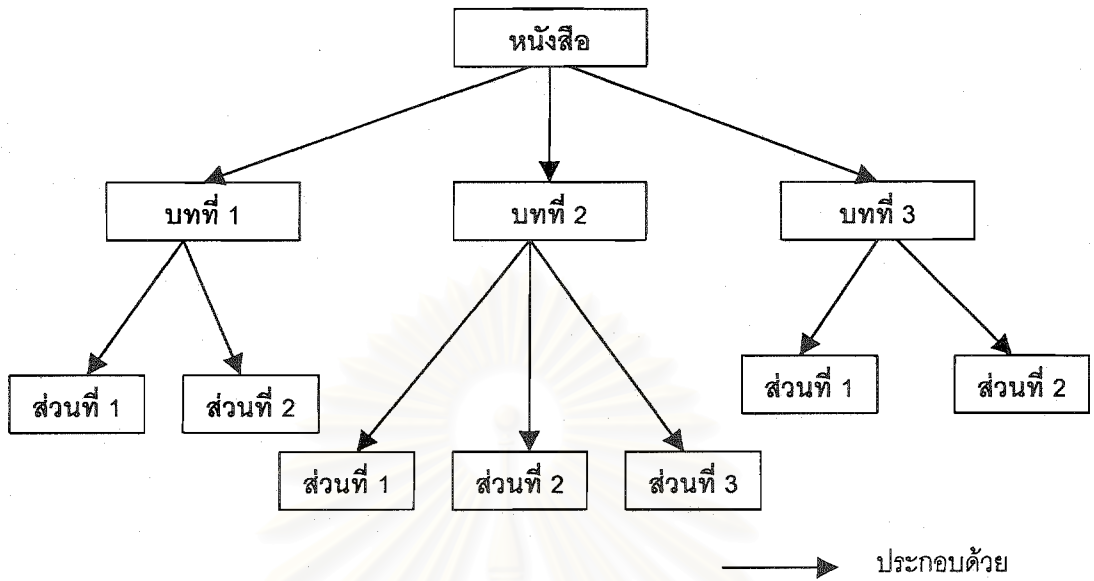 หนังสือ
บทที่ 1
บทที่ 2
บทที่ 3
ส่วนที่ 1
ส่วนที่ 2
ส่วนที่ 1
ส่วนที่ 2
ส่วนที่ 3
ส่วนที่ 1
ส่วนที่ 2
ประกอบด้วย